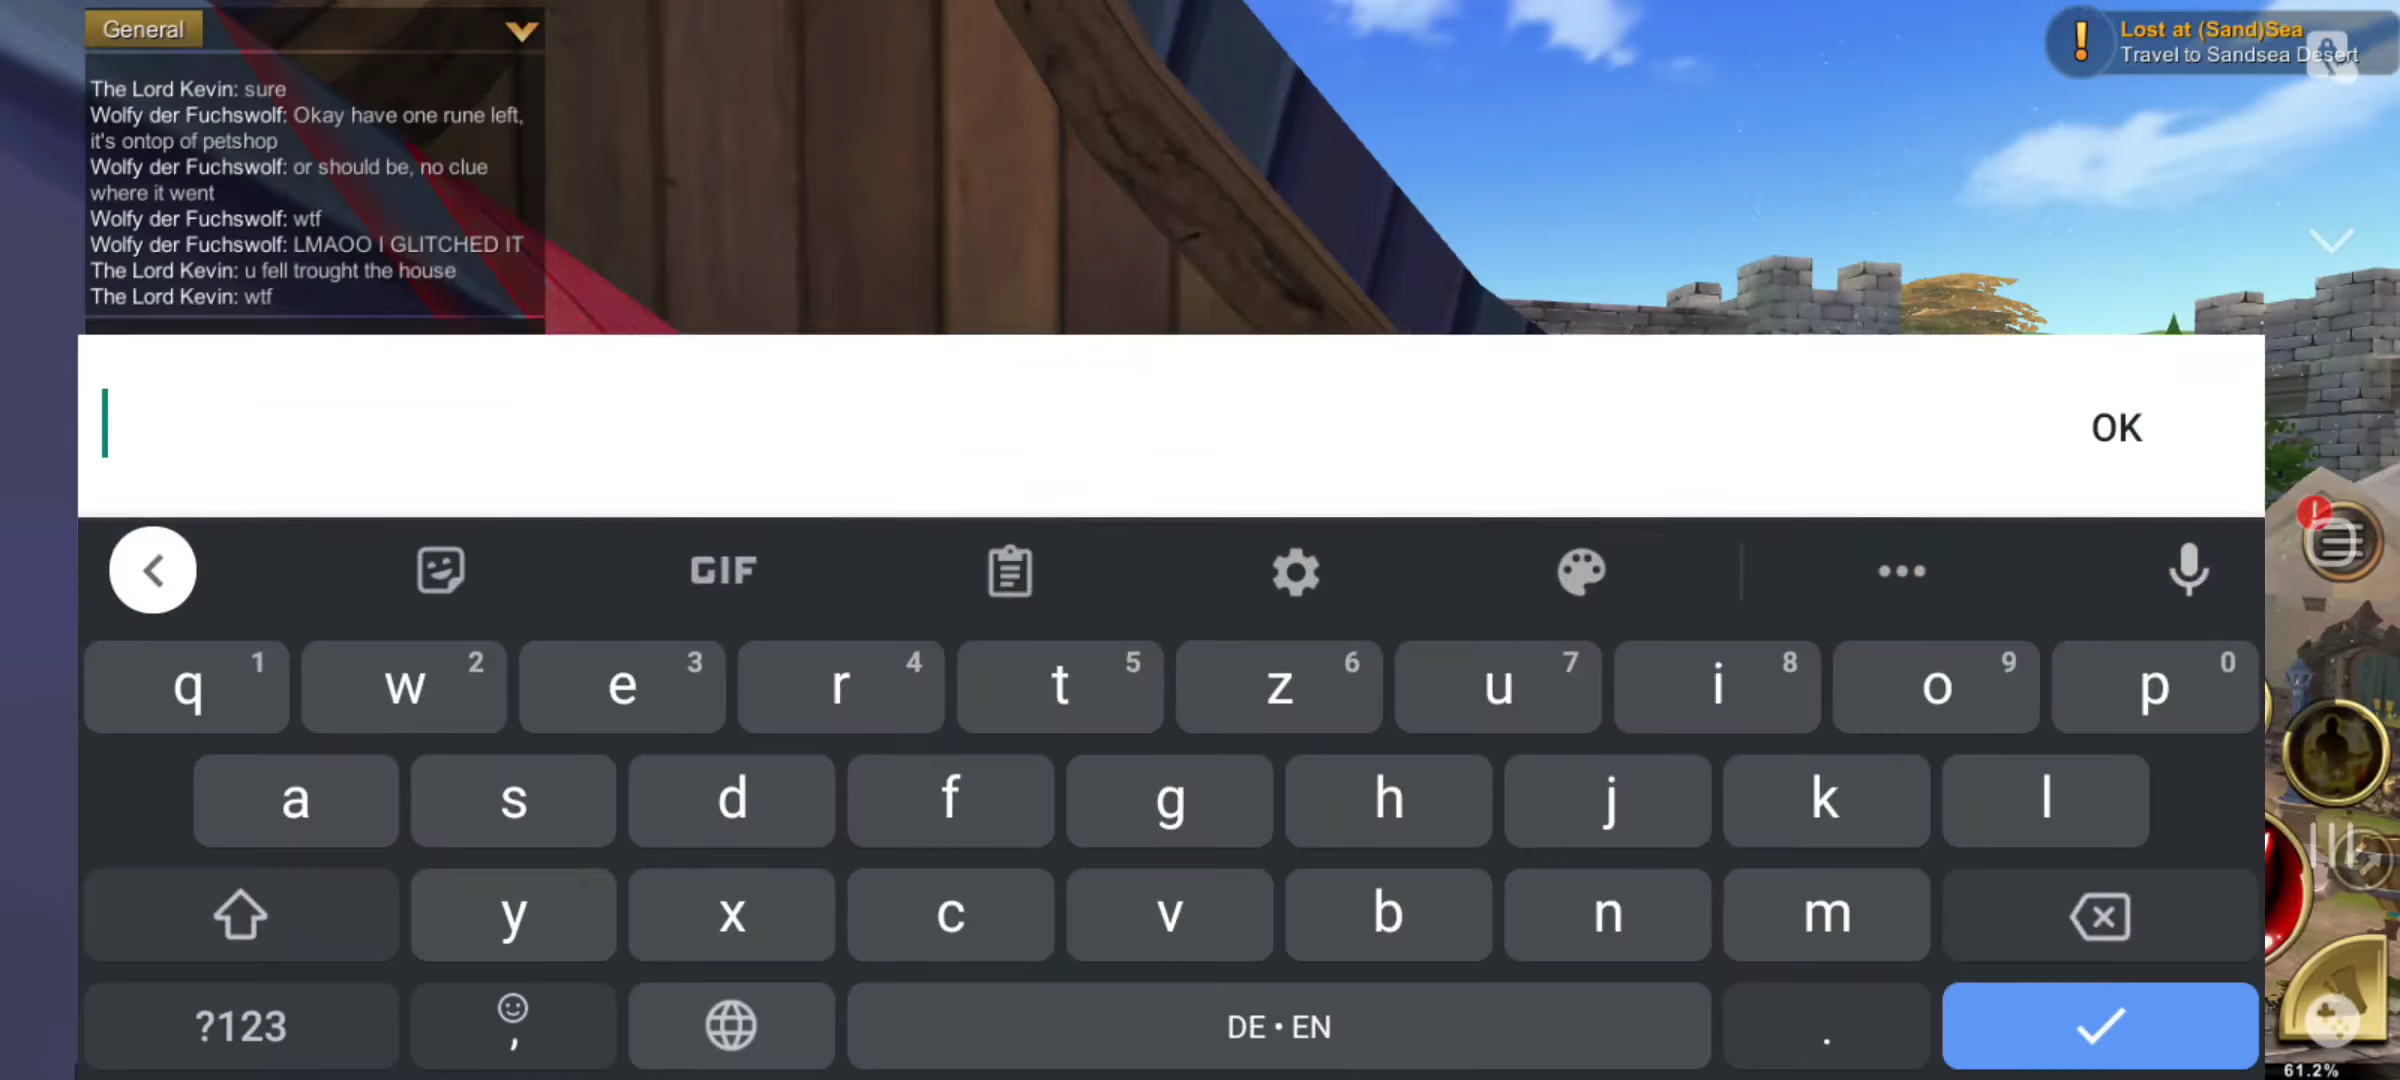 General
The Lord Kevin: sure
Wolfy der Fuchswolf: Okay have one rune left,
it's ontop of petshop
Wolfy der Fuchswolf: or should be, no clue
where it went
Wolfy der Fuchswolf: wtf
Wolfy der Fuchswolf: LMAOO I GLITCHED IT
The Lord Kevin: u fell trought the house
The Lord Kevin: wtf
Lost at (Sand)Sea
Travel to Sandsea Desert
OK
GIF
q 1 w 2 e 3 r 4 t 5 z 6 u 7 i 8 o 9 p 0
a s d f g h j k l
y x c v b n m
?123 , DE • EN .
61.2%